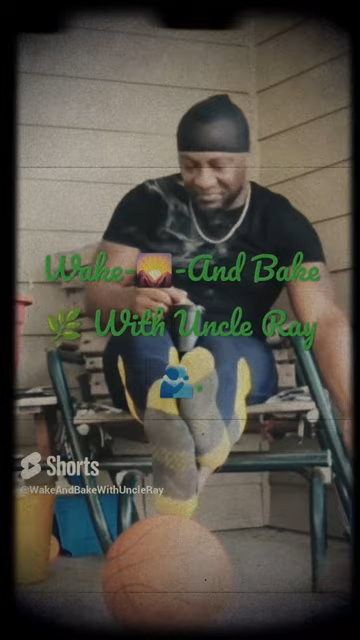 Wake-🌅-And Bake
🌿 With Uncle Ray
🫂.
Shorts
@WakeAndBakeWithUncleRay